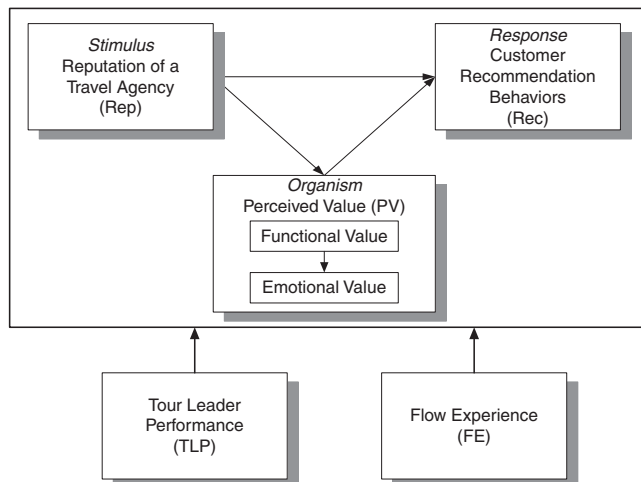 Stimulus
Reputation of a
Travel Agency
(Rep)
Response
Customer
Recommendation
Behaviors
(Rec)
Organism
Perceived Value (PV)
Functional Value
Emotional Value
Tour Leader
Performance
(TLP)
Flow Experience
(FE)